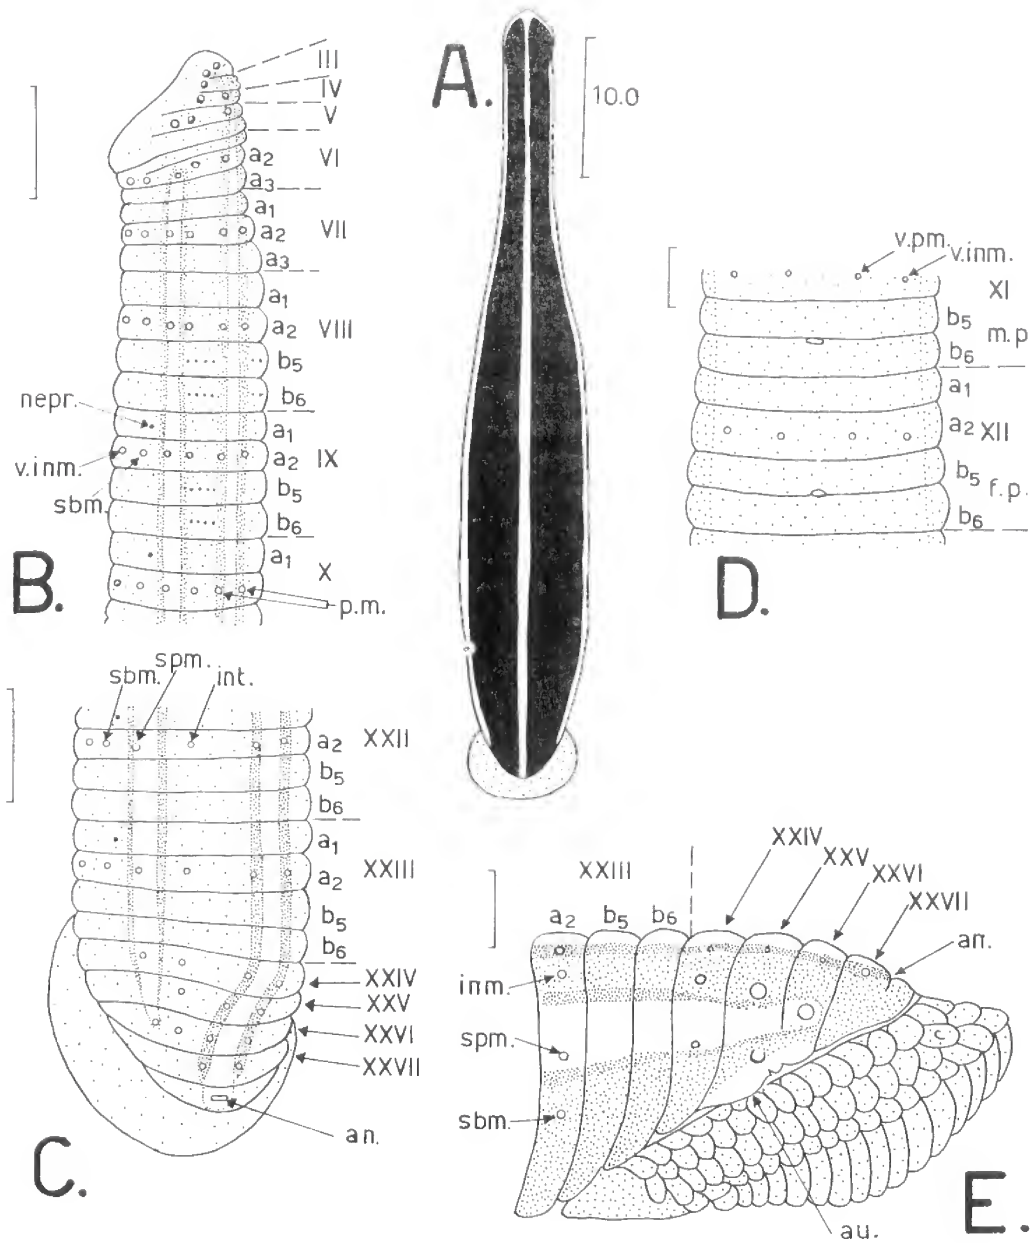 A.
10.0
III
IV
V
VI
a2
a3
a1
a2
VII
a3
a1
a2
VIII
b5
b6
nepr.
a1
v.inm.
a2
IX
sbm.
b5
b6
a1
X
p.m.
B.
v.pm.
v.inm.
XI
b5
m.p
b6
a1
a2
XII
b5
f.p.
b6
D.
spm.
sbm.
int.
a2
XXII
b5
b6
a1
a2
XXIII
b5
b6
XXIV
XXV
XXVI
XXVII
an.
C.
XXIII
XXIV
XXV
XXVI
XXVII
a2
b5
b6
an.
inm.
spm.
sbm.
au.
E.